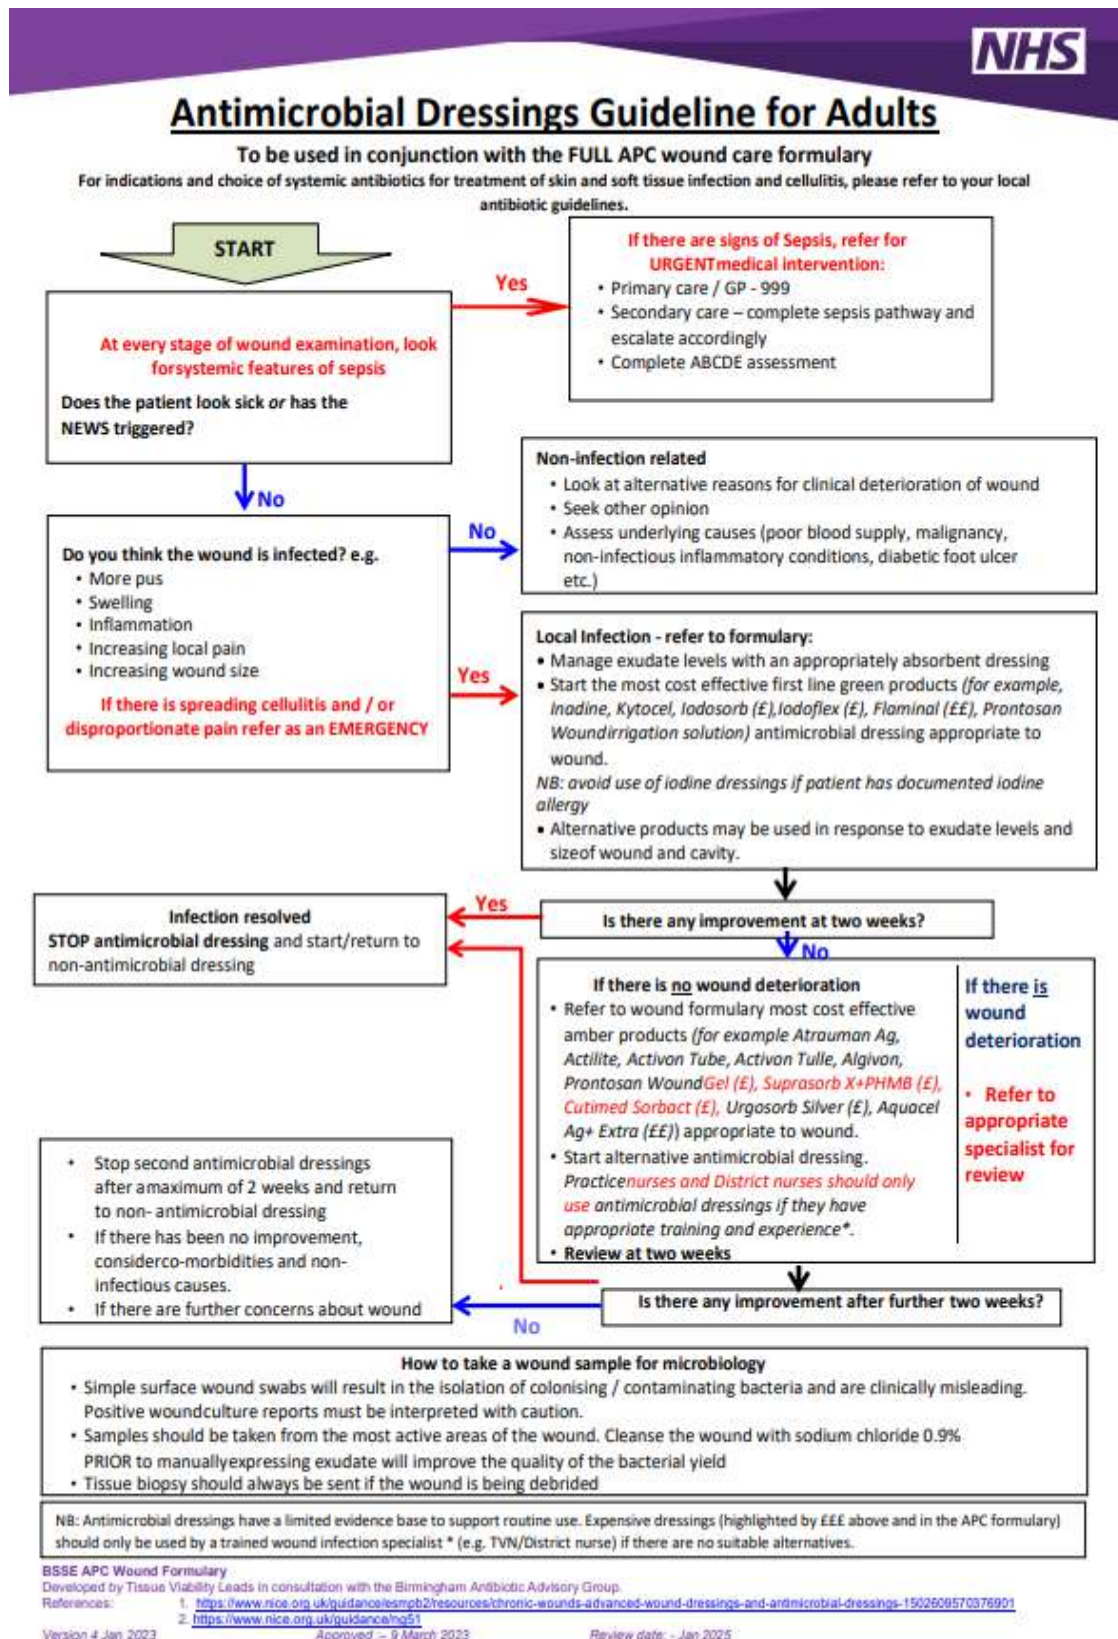 NHS
Antimicrobial Dressings Guideline for Adults
To be used in conjunction with the FULL APC wound care formulary
For indications and choice of systemic antibiotics for treatment of skin and soft tissue infection and cellulitis, please refer to your local
antibiotic guidelines.
START
At every stage of wound examination, look
forsystemic features of sepsis
Does the patient look sick or has the
NEWS triggered?
Yes
If there are signs of Sepsis, refer for
URGENTmedical intervention:
• Primary care / GP - 999
• Secondary care – complete sepsis pathway and
escalate accordingly
• Complete ABCDE assessment
No
Do you think the wound is infected? e.g.
• More pus
• Swelling
• Inflammation
• Increasing local pain
• Increasing wound size
If there is spreading cellulitis and / or
disproportionate pain refer as an EMERGENCY
No
Non-infection related
• Look at alternative reasons for clinical deterioration of wound
• Seek other opinion
• Assess underlying causes (poor blood supply, malignancy,
non-infectious inflammatory conditions, diabetic foot ulcer
etc.)
Yes
Local Infection - refer to formulary:
• Manage exudate levels with an appropriately absorbent dressing
• Start the most cost effective first line green products (for example,
Inadine, Kytocel, Iodosorb (£),Iodoflex (£), Flaminal (££), Prontosan
Woundirrigation solution) antimicrobial dressing appropriate to
wound.
NB: avoid use of iodine dressings if patient has documented iodine
allergy
• Alternative products may be used in response to exudate levels and
sizeof wound and cavity.
Is there any improvement at two weeks?
Yes
Infection resolved
STOP antimicrobial dressing and start/return to
non-antimicrobial dressing
No
If there is no wound deterioration
• Refer to wound formulary most cost effective
amber products (for example Atrauman Ag,
Actilite, Activon Tube, Activon Tulle, Algivon,
Prontosan WoundGel (£), Suprasorb X+PHMB (£),
Cutimed Sorbact (£), Urgosorb Silver (£), Aquacel
Ag+ Extra (££)) appropriate to wound.
• Start alternative antimicrobial dressing.
Practicenurses and District nurses should only
use antimicrobial dressings if they have
appropriate training and experience*.
• Review at two weeks
If there is
wound
deterioration
• Refer to
appropriate
specialist for
review
Is there any improvement after further two weeks?
No
• Stop second antimicrobial dressings
after amaximum of 2 weeks and return
to non- antimicrobial dressing
• If there has been no improvement,
considerco-morbidities and non-
infectious causes.
• If there are further concerns about wound
How to take a wound sample for microbiology
• Simple surface wound swabs will result in the isolation of colonising / contaminating bacteria and are clinically misleading.
Positive woundculture reports must be interpreted with caution.
• Samples should be taken from the most active areas of the wound. Cleanse the wound with sodium chloride 0.9%
PRIOR to manuallyexpressing exudate will improve the quality of the bacterial yield
• Tissue biopsy should always be sent if the wound is being debrided
NB: Antimicrobial dressings have a limited evidence base to support routine use. Expensive dressings (highlighted by £££ above and in the APC formulary)
should only be used by a trained wound infection specialist * (e.g. TVN/District nurse) if there are no suitable alternatives.
BSSE APC Wound Formulary
Developed by Tissue Viability Leads in consultation with the Birmingham Antibiotic Advisory Group.
References: 1. https://www.nice.org.uk/guidance/esmpb2/resources/chronic-wounds-advanced-wound-dressings-and-antimicrobial-dressings-1502609570376901
2. https://www.nice.org.uk/guidance/ng51
Version 4 Jan 2023 Approved :– 9 March 2023 Review date: - Jan 2025